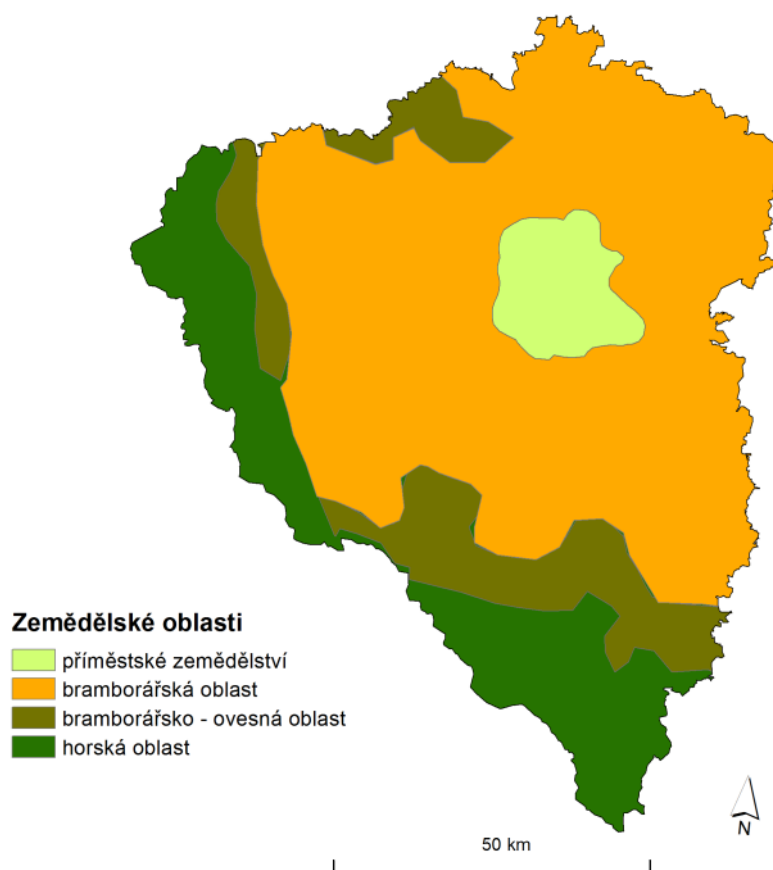 Zemědělské oblasti
příměstské zemědělství
bramborářská oblast
bramborářsko - ovesná oblast
horská oblast
N
50 km